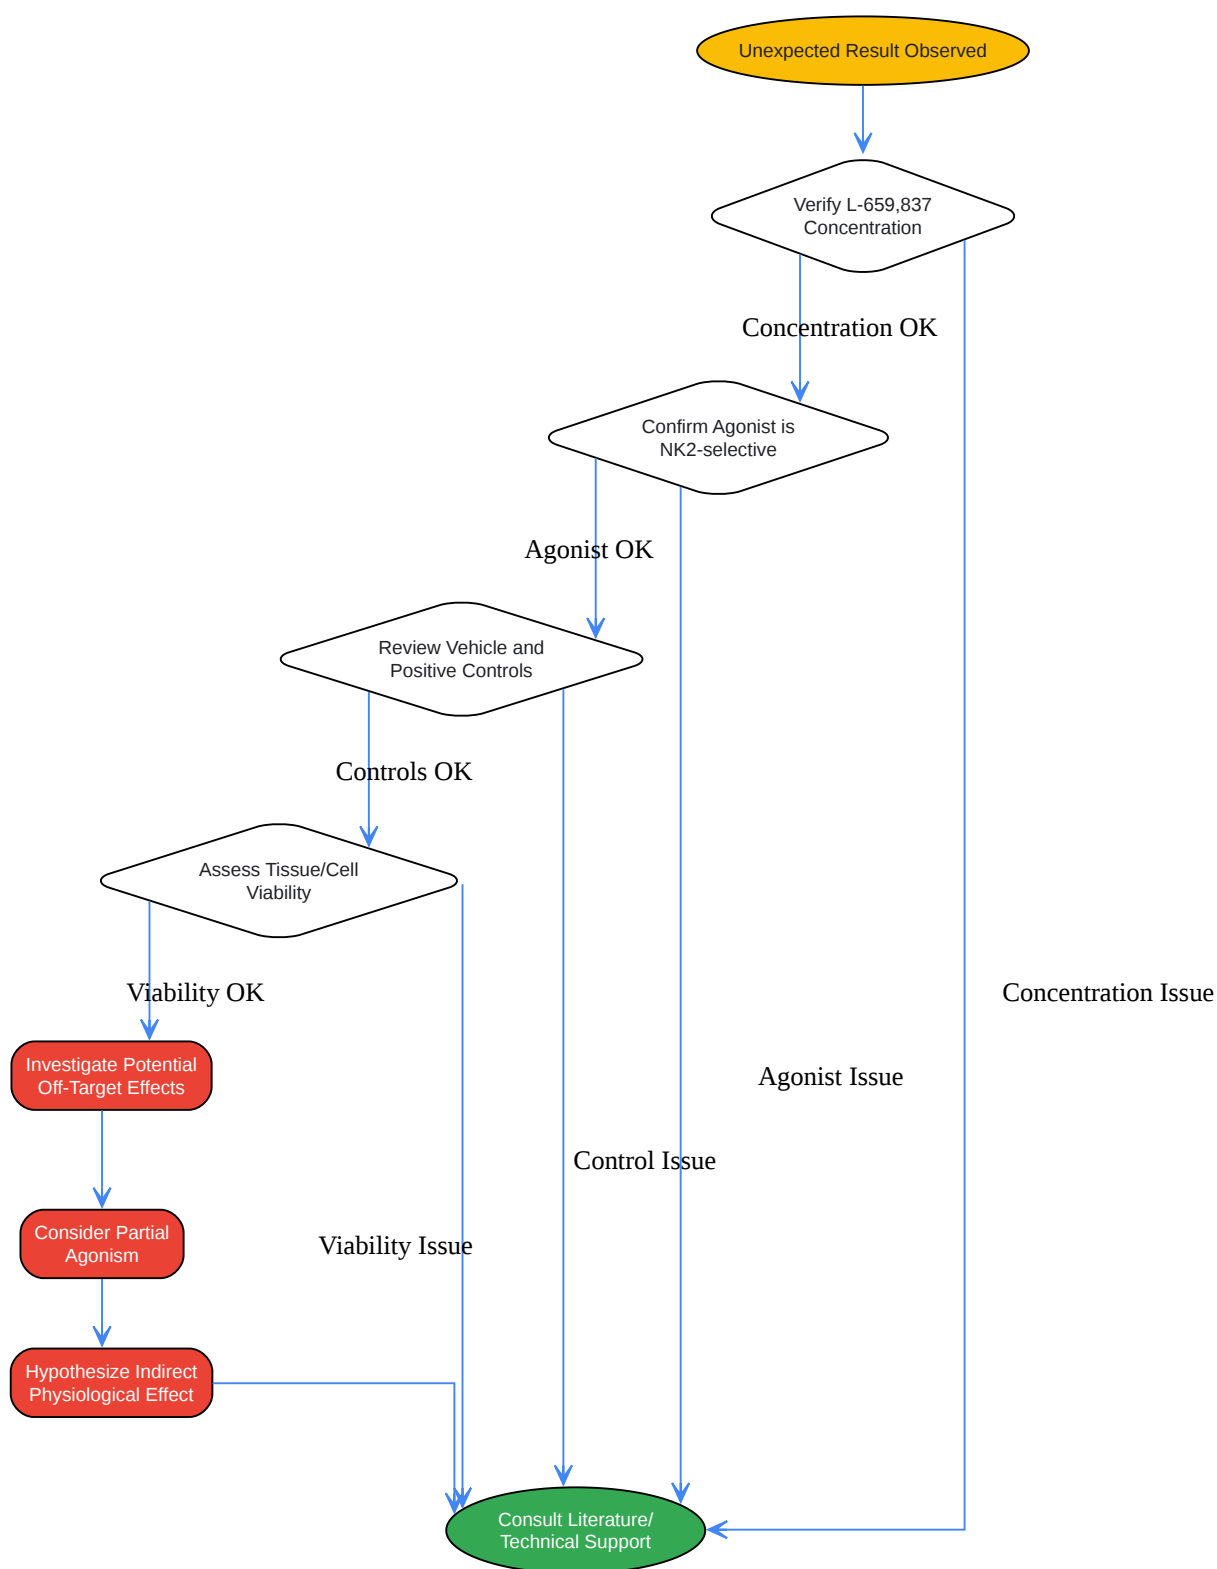 Unexpected Result Observed
Verify L-659,837
Concentration
Concentration OK
Confirm Agonist is
NK2-selective
Agonist OK
Review Vehicle and
Positive Controls
Controls OK
Assess Tissue/Cell
Viability
Viability OK
Concentration Issue
Investigate Potential
Off-Target Effects
Agonist Issue
Control Issue
Consider Partial
Agonism
Viability Issue
Hypothesize Indirect
Physiological Effect
Consult Literature/
Technical Support